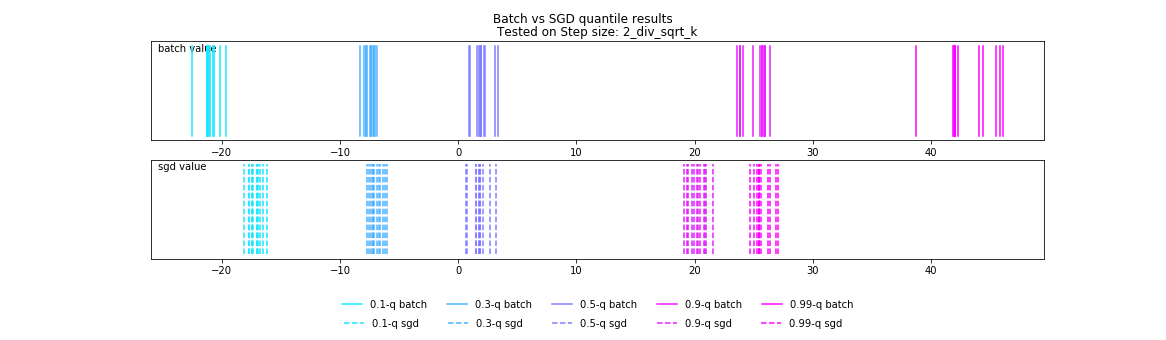 Batch vs SGD quantile results
Tested on Step size: 2_div_sqrt_k
batch value
−20 −10 0 10 20 30 40
sgd value
−20 −10 0 10 20 30 40
0.1-q batch 0.3-q batch 0.5-q batch 0.9-q batch 0.99-q batch
0.1-q sgd 0.3-q sgd 0.5-q sgd 0.9-q sgd 0.99-q sgd